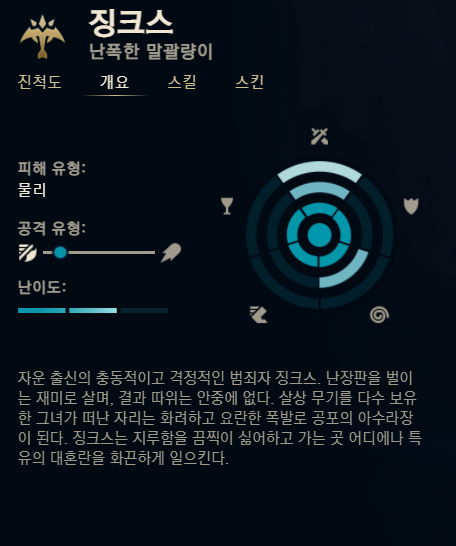 징크스
난폭한 말괄량이
진척도 개요 스킬 스킨
피해 유형:
물리
공격 유형:
난이도:
자운 출신의 충동적이고 격정적인 범죄자 징크스. 난장판을 벌이
는 재미로 살며, 결과 따위는 안중에 없다. 살상 무기를 다수 보유
한 그녀가 떠난 자리는 화려하고 요란한 폭발로 공포의 아수라장
이 된다. 징크스는 지루함을 끔찍이 싫어하고 가는 곳 어디에나 특
유의 대혼란을 화끈하게 일으킨다.